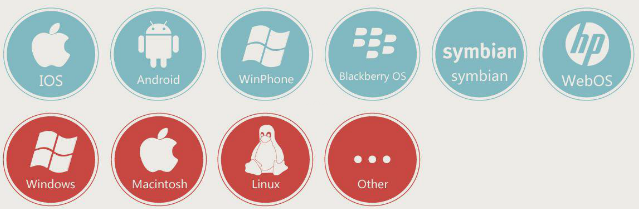 IOS
Android
WinPhone
Blackberry OS
symbian
symbian
hp
WebOS
Windows
Macintosh
Linux
Other